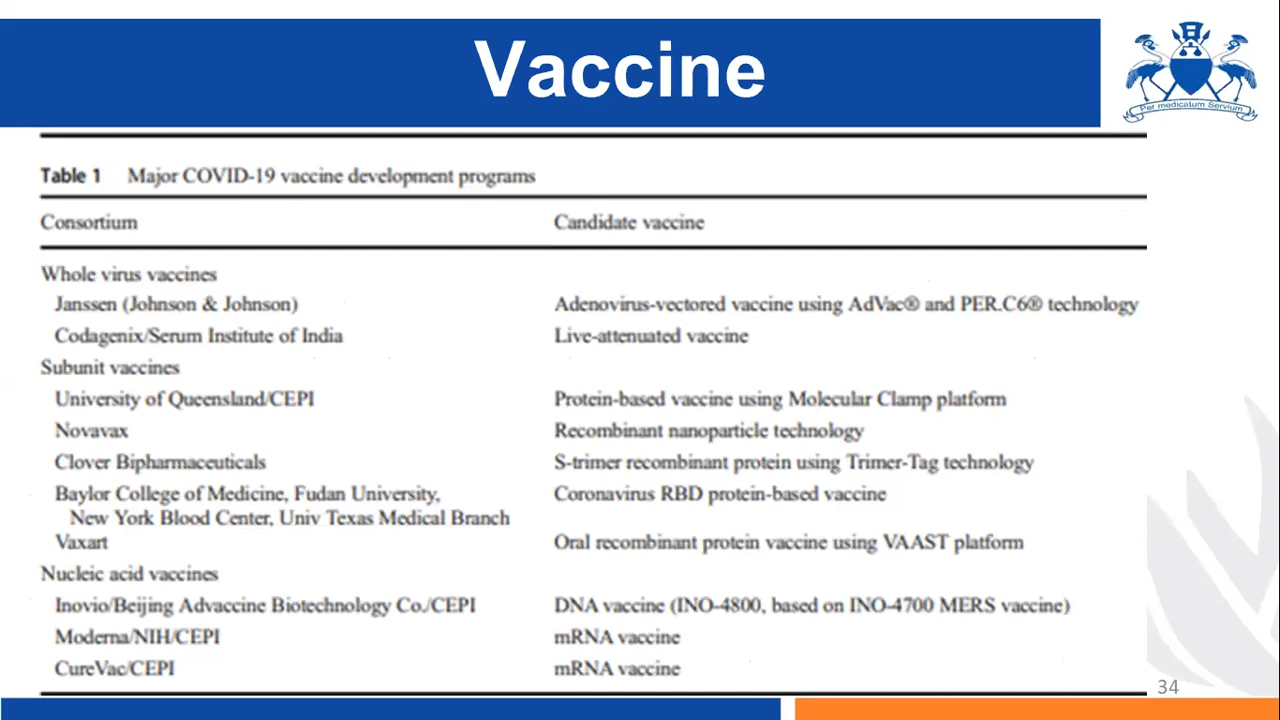 Vaccine
Per medicatum Servium
Table 1 Major COVID-19 vaccine development programs
Consortium Candidate vaccine
Whole virus vaccines
Janssen (Johnson & Johnson) Adenovirus-vectored vaccine using AdVac® and PER.C6® technology
Codagenix/Serum Institute of India Live-attenuated vaccine
Subunit vaccines
University of Queensland/CEPI Protein-based vaccine using Molecular Clamp platform
Novavax Recombinant nanoparticle technology
Clover Bipharmaceuticals S-trimer recombinant protein using Trimer-Tag technology
Baylor College of Medicine, Fudan University, Coronavirus RBD protein-based vaccine
New York Blood Center, Univ Texas Medical Branch
Vaxart Oral recombinant protein vaccine using VAAST platform
Nucleic acid vaccines
Inovio/Beijing Advaccine Biotechnology Co./CEPI DNA vaccine (INO-4800, based on INO-4700 MERS vaccine)
Moderna/NIH/CEPI mRNA vaccine
CureVac/CEPI mRNA vaccine
34